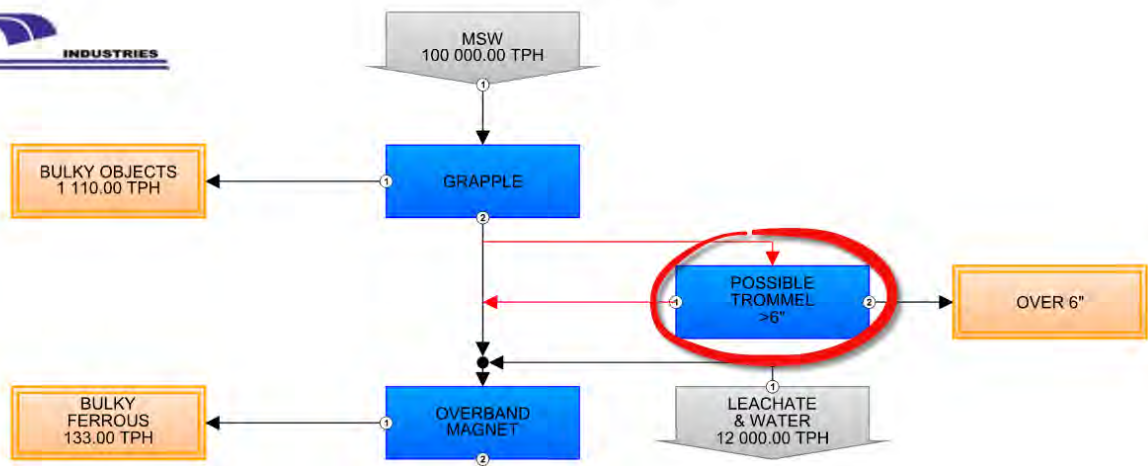 INDUSTRIES
MSW
100 000.00 TPH
1
BULKY OBJECTS
1 110.00 TPH
1
GRAPPLE
2
1
POSSIBLE
TROMMEL
>6"
2
OVER 6"
BULKY
FERROUS
133.00 TPH
1
OVERBAND
MAGNET
2
1
LEACHATE
& WATER
12 000.00 TPH